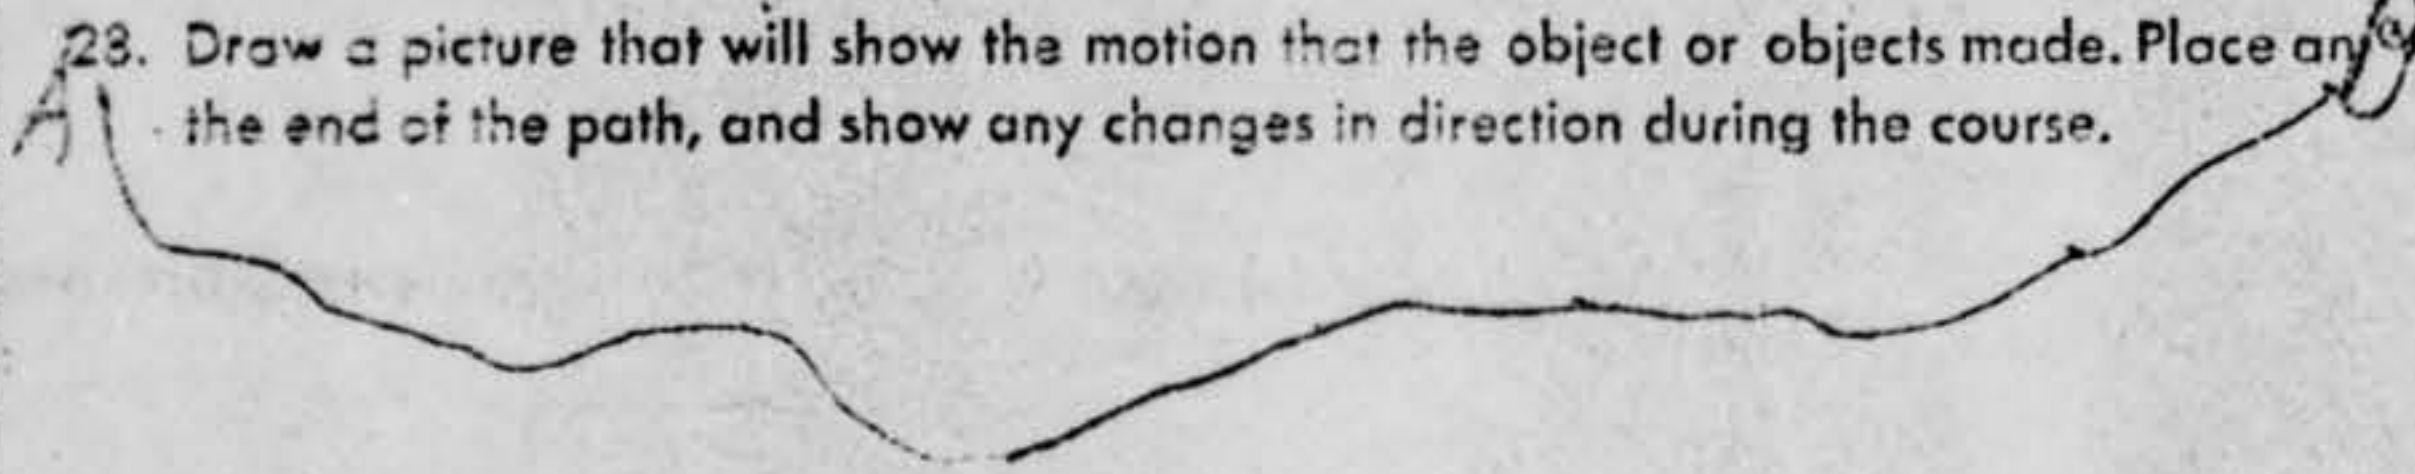 23. Draw a picture that will show the motion that the object or objects made. Place an
A the end of the path, and show any changes in direction during the course.